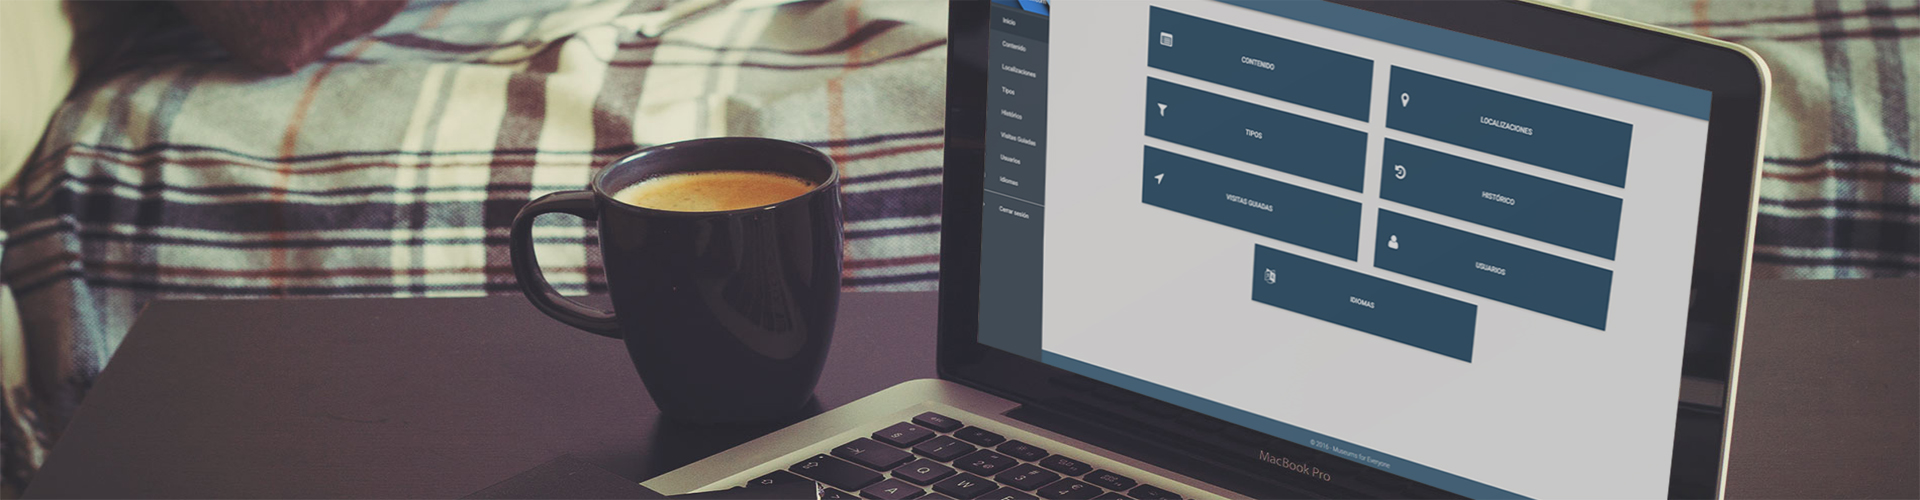 Inicio
Contenido
Localizaciones
Tipos
Histórico
Visitas Guiadas
Usuarios
Idiomas
Cerrar sesión
CONTENIDO
LOCALIZACIONES
TIPOS
HISTÓRICO
VISITAS GUIADAS
USUARIOS
IDIOMAS
© 2016 - Museums for Everyone
MacBook Pro
Q
W
A